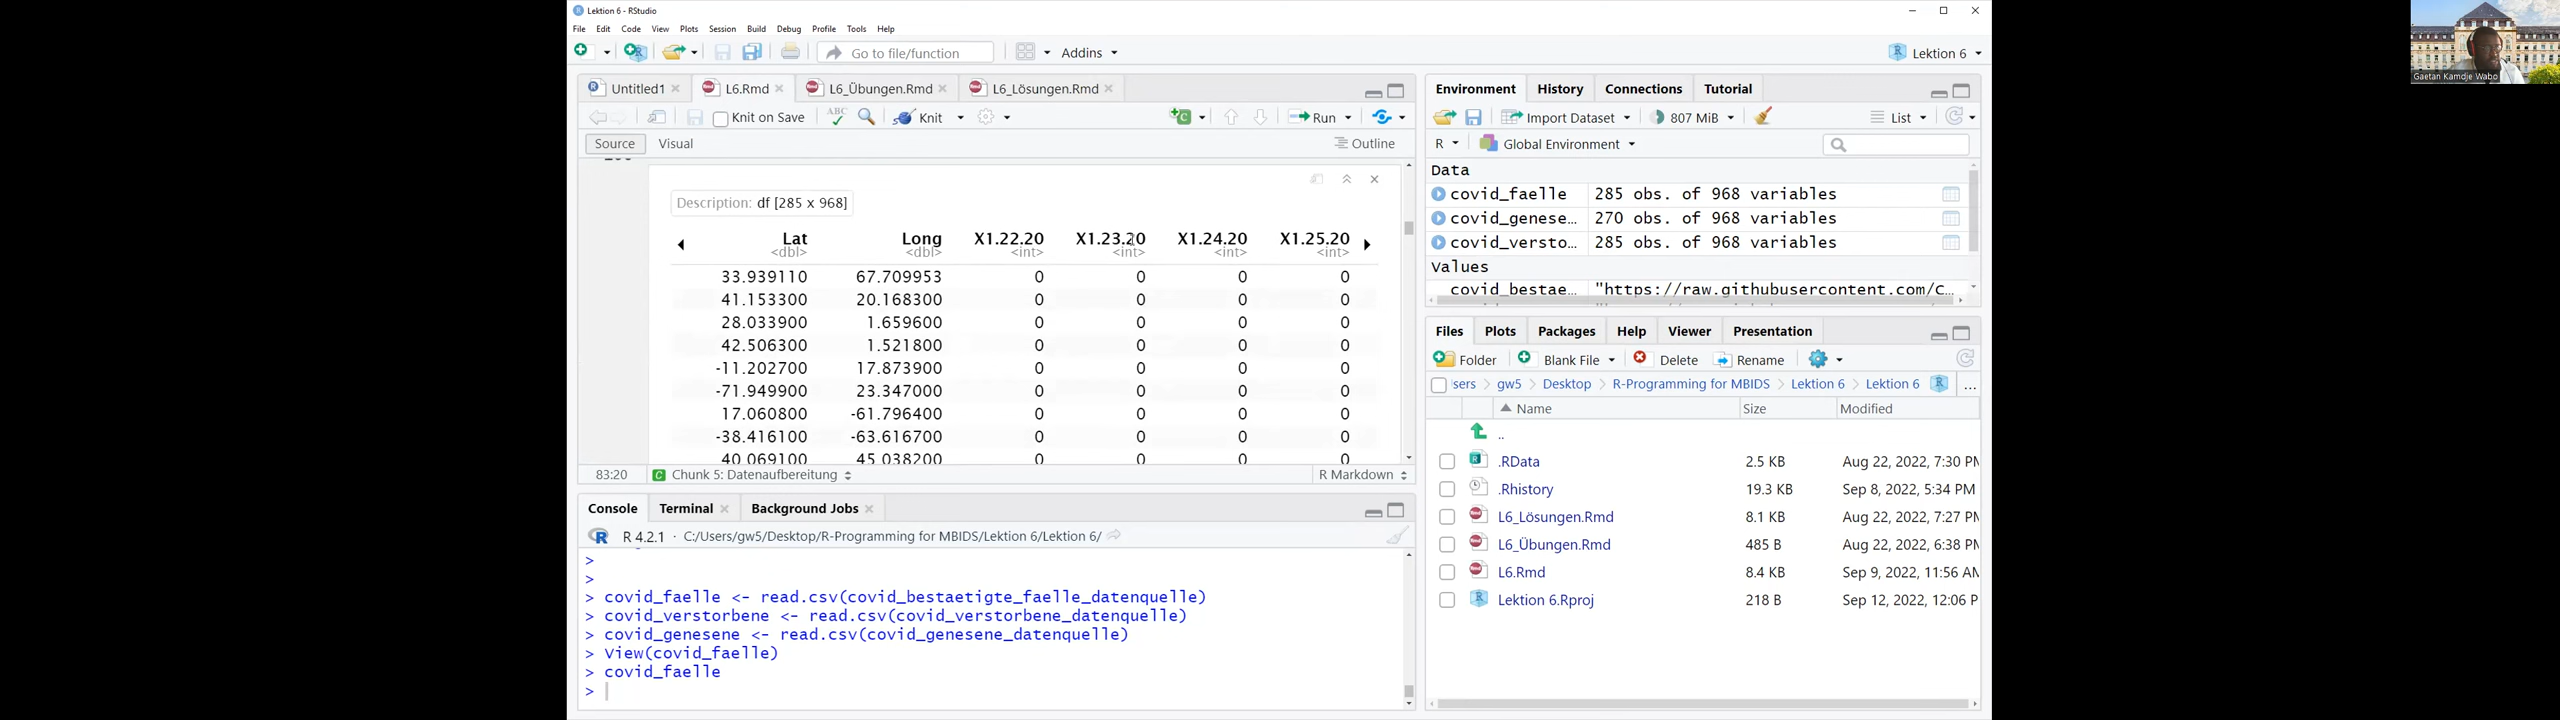 Lektion 6 - RStudio
File Edit Code View Plots Session Build Debug Profile Tools Help
Go to file/function
Addins
Lektion 6
Untitled1
L6.Rmd
L6_Übungen.Rmd
L6_Lösungen.Rmd
Knit on Save
ABC
Knit
Run
Source
Visual
Outline
Description: df [285 x 968]
Lat Long X1.22.20 X1.23.20 X1.24.20 X1.25.20
<dbl> <dbl> <int> <int> <int> <int>
33.939110 67.709953 0 0 0 0
41.153300 20.168300 0 0 0 0
28.033900 1.659600 0 0 0 0
42.506300 1.521800 0 0 0 0
-11.202700 17.873900 0 0 0 0
-71.949900 23.347000 0 0 0 0
17.060800 -61.796400 0 0 0 0
-38.416100 -63.616700 0 0 0 0
40.069100 45.038200 0 0 0 0
83:20 Chunk 5: Datenaufbereitung R Markdown
Console Terminal Background Jobs
R 4.2.1 · C:/Users/gw5/Desktop/R-Programming for MBIDS/Lektion 6/Lektion 6/
>
>
> covid_faelle <- read.csv(covid_bestaetigte_faelle_datenquelle)
> covid_verstorbene <- read.csv(covid_verstorbene_datenquelle)
> covid_genesene <- read.csv(covid_genesene_datenquelle)
> View(covid_faelle)
> covid_faelle
>
Environment History Connections Tutorial
Import Dataset
807 MiB
List
R Global Environment
Data
covid_faelle 285 obs. of 968 variables
covid_genese… 270 obs. of 968 variables
covid_versto… 285 obs. of 968 variables
Values
covid_bestae… "https://raw.githubusercontent.com/C…
Files Plots Packages Help Viewer Presentation
Folder Blank File Delete Rename
sers > gw5 > Desktop > R-Programming for MBIDS > Lektion 6 > Lektion 6 ...
Name Size Modified
..
.RData 2.5 KB Aug 22, 2022, 7:30 PM
.Rhistory 19.3 KB Sep 8, 2022, 5:34 PM
L6_Lösungen.Rmd 8.1 KB Aug 22, 2022, 7:27 PM
L6_Übungen.Rmd 485 B Aug 22, 2022, 6:38 PM
L6.Rmd 8.4 KB Sep 9, 2022, 11:56 AM
Lektion 6.Rproj 218 B Sep 12, 2022, 12:06 P
Gaetan Kamdje Wabo